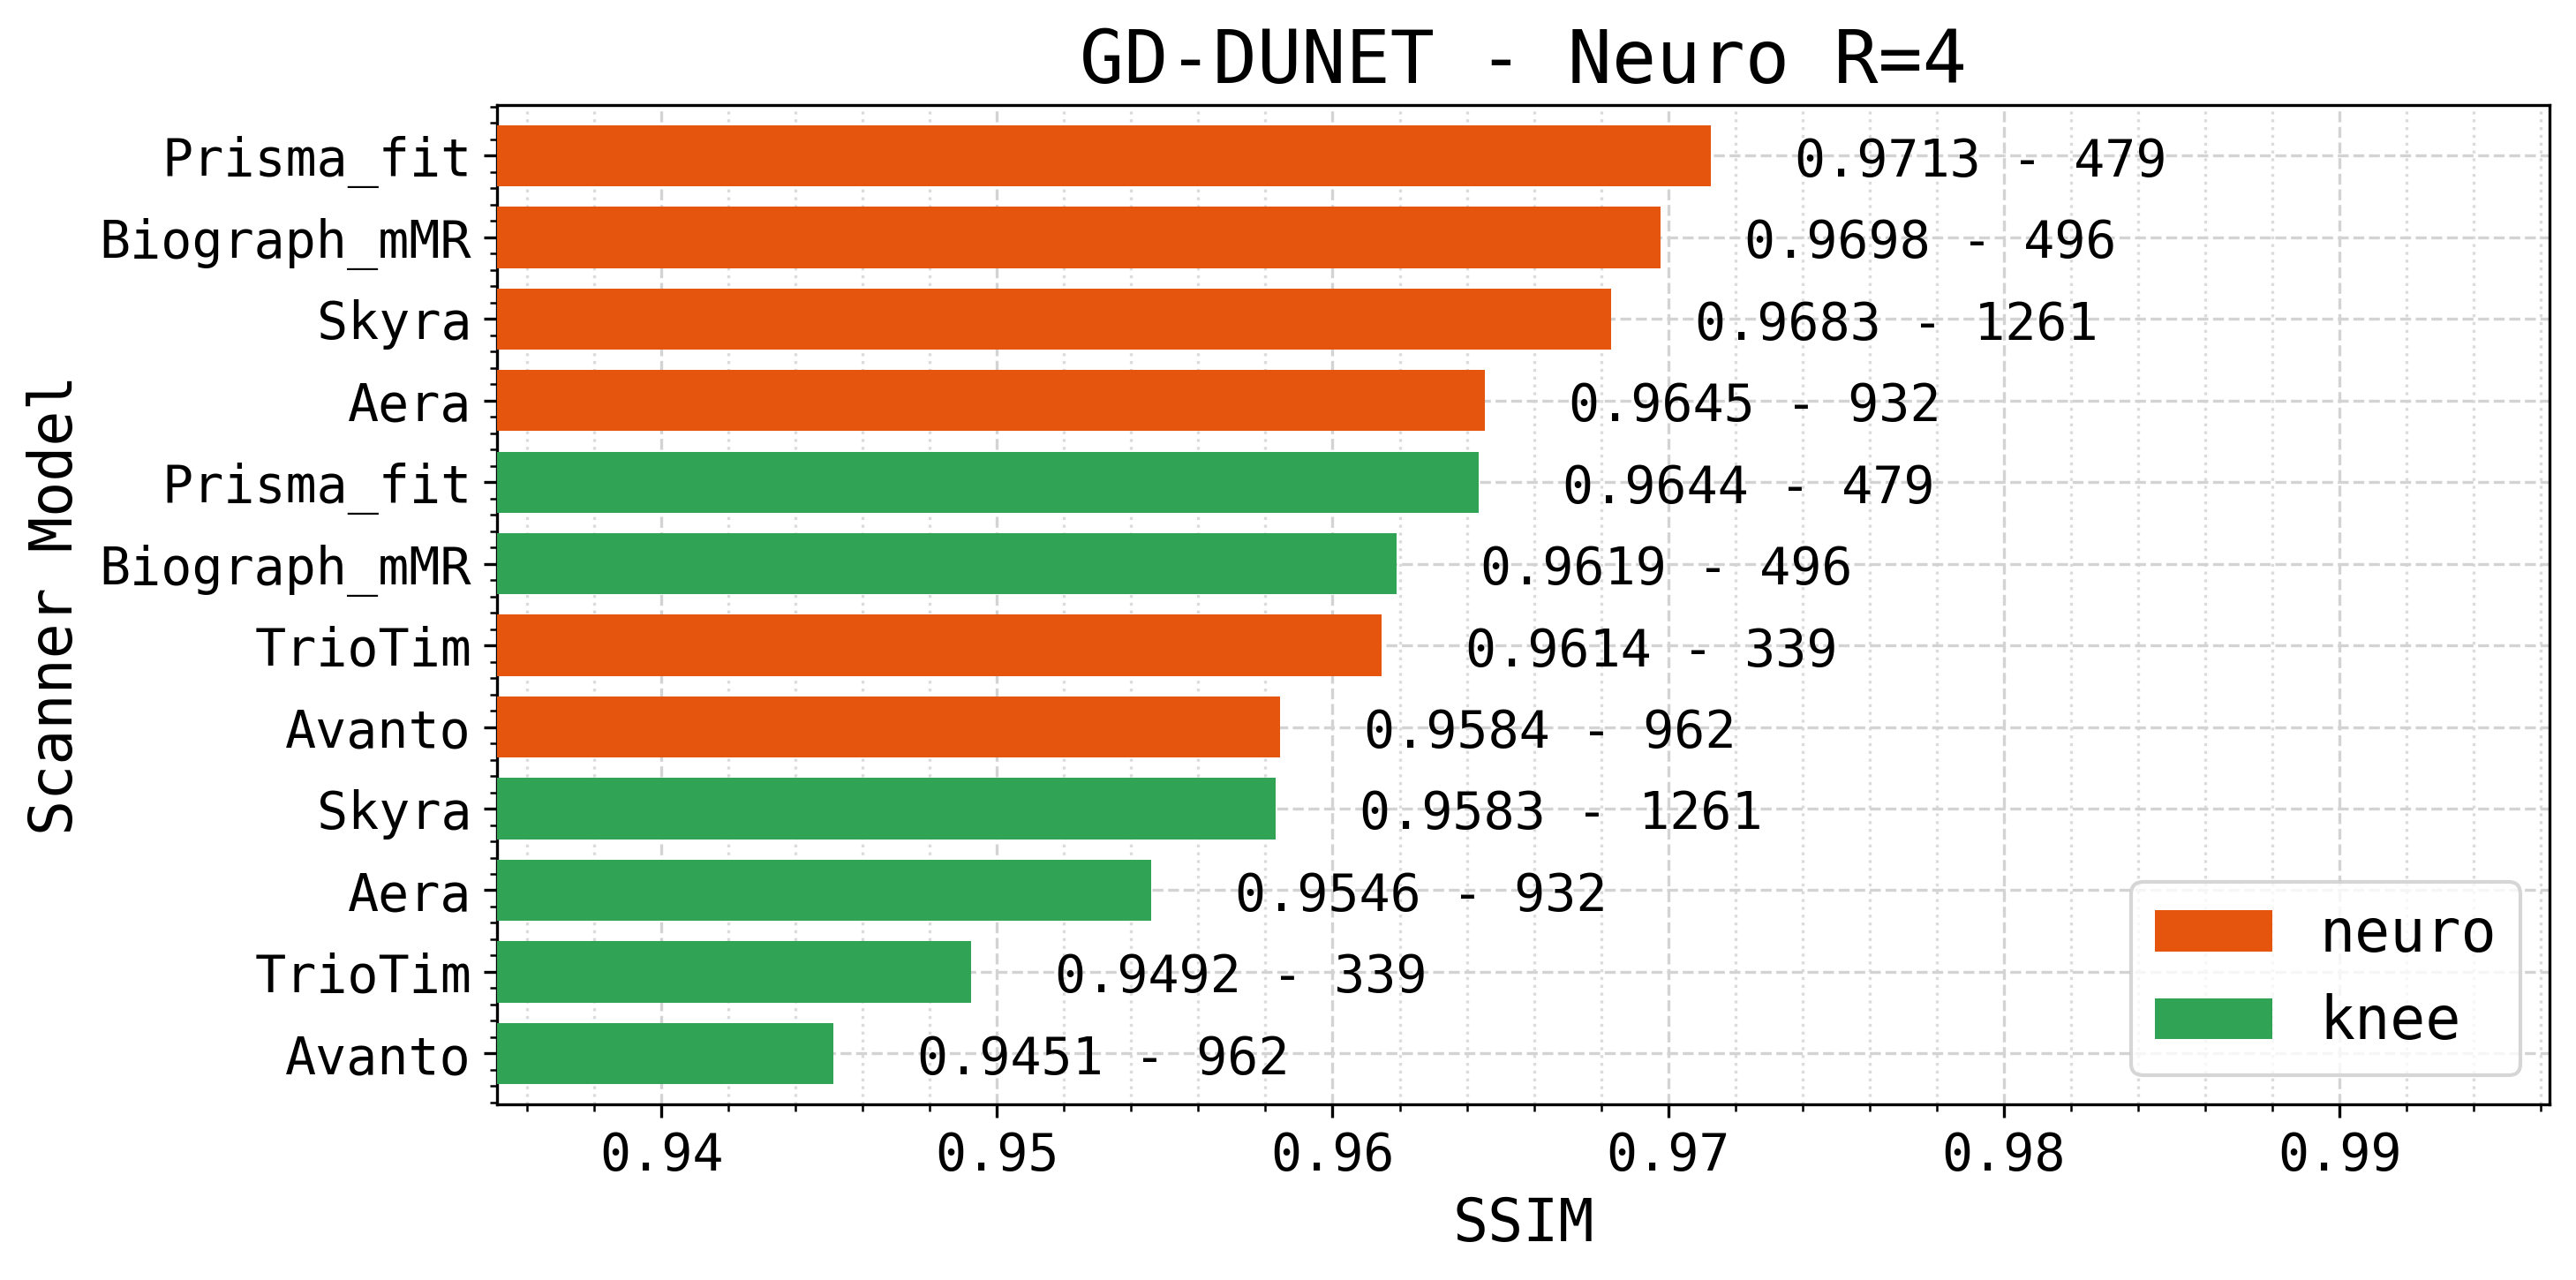 GD-DUNET - Neuro R=4
Scanner Model
Prisma_fit 0.9713 - 479
Biograph_mMR 0.9698 - 496
Skyra 0.9683 - 1261
Aera 0.9645 - 932
Prisma_fit 0.9644 - 479
Biograph_mMR 0.9619 - 496
TrioTim 0.9614 - 339
Avanto 0.9584 - 962
Skyra 0.9583 - 1261
Aera 0.9546 - 932
TrioTim 0.9492 - 339
Avanto 0.9451 - 962
neuro
knee
0.94 0.95 0.96 0.97 0.98 0.99
SSIM